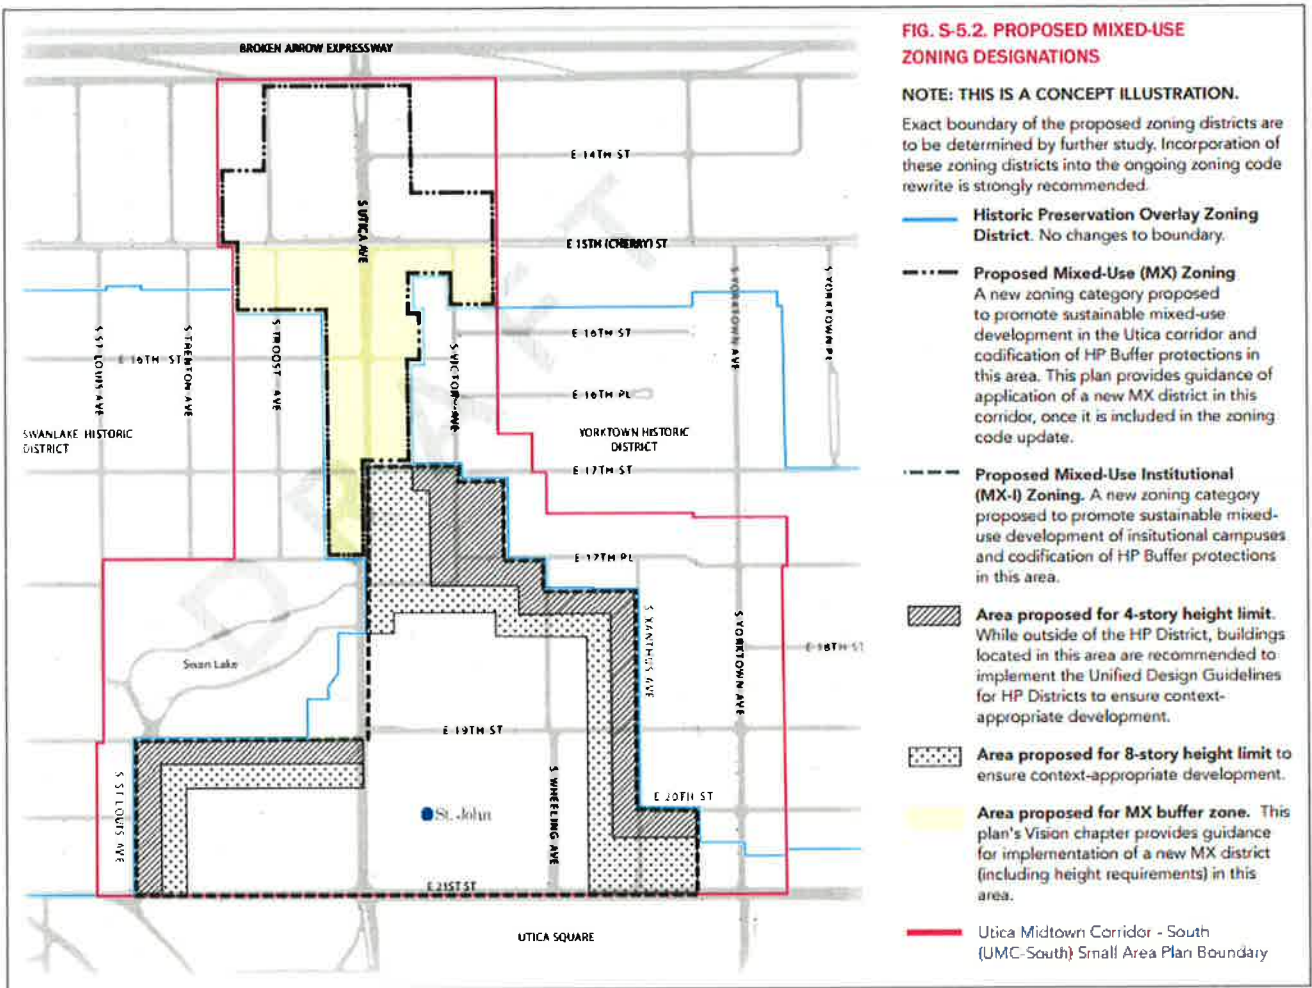 BROKEN ARROW EXPRESSWAY
E 14TH ST
S UTICA AVE
E 15TH (CHERRY) ST
S ST LOUIS AVE
S TRENTON AVE
S TROOST AVE
E 16TH ST
S VICTOR AVE
E 16TH ST
E 16TH PL
S YORKTOWN AVE
S YORKTOWN PL
SWANLAKE HISTORIC
DISTRICT
YORKTOWN HISTORIC
DISTRICT
E 17TH ST
E 17TH PL
DRAFT
Swan Lake
S XANTHUS AVE
S YORKTOWN AVE
E 18TH ST
E 19TH ST
S ST LOUIS AVE
S WHEELING AVE
E 20TH ST
St. John
E 21ST ST
UTICA SQUARE
FIG. S-5.2. PROPOSED MIXED-USE
ZONING DESIGNATIONS
NOTE: THIS IS A CONCEPT ILLUSTRATION.
Exact boundary of the proposed zoning districts are
to be determined by further study. Incorporation of
these zoning districts into the ongoing zoning code
rewrite is strongly recommended.
Historic Preservation Overlay Zoning
District. No changes to boundary.
Proposed Mixed-Use (MX) Zoning
A new zoning category proposed
to promote sustainable mixed-use
development in the Utica corridor and
codification of HP Buffer protections in
this area. This plan provides guidance of
application of a new MX district in this
corridor, once it is included in the zoning
code update.
Proposed Mixed-Use Institutional
(MX-I) Zoning. A new zoning category
proposed to promote sustainable mixed-
use development of insitutional campuses
and codification of HP Buffer protections
in this area.
Area proposed for 4-story height limit.
While outside of the HP District, buildings
located in this area are recommended to
implement the Unified Design Guidelines
for HP Districts to ensure context-
appropriate development.
Area proposed for 8-story height limit to
ensure context-appropriate development.
Area proposed for MX buffer zone. This
plan's Vision chapter provides guidance
for implementation of a new MX district
(including height requirements) in this
area.
Utica Midtown Corridor - South
(UMC-South) Small Area Plan Boundary